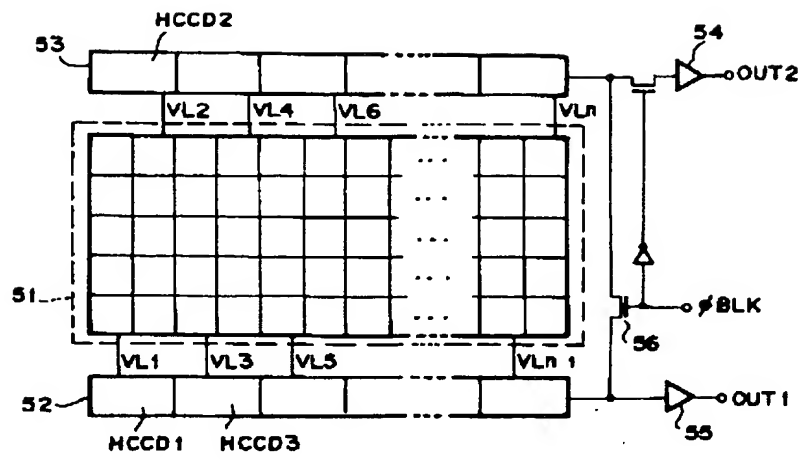 HCCD2
53
54
OUT2
VL2 VL4 VL6 VLn
51
øBLK
56
VL1 VL3 VL5 VLn 1
52
OUT1
55
HCCD1 HCCD3